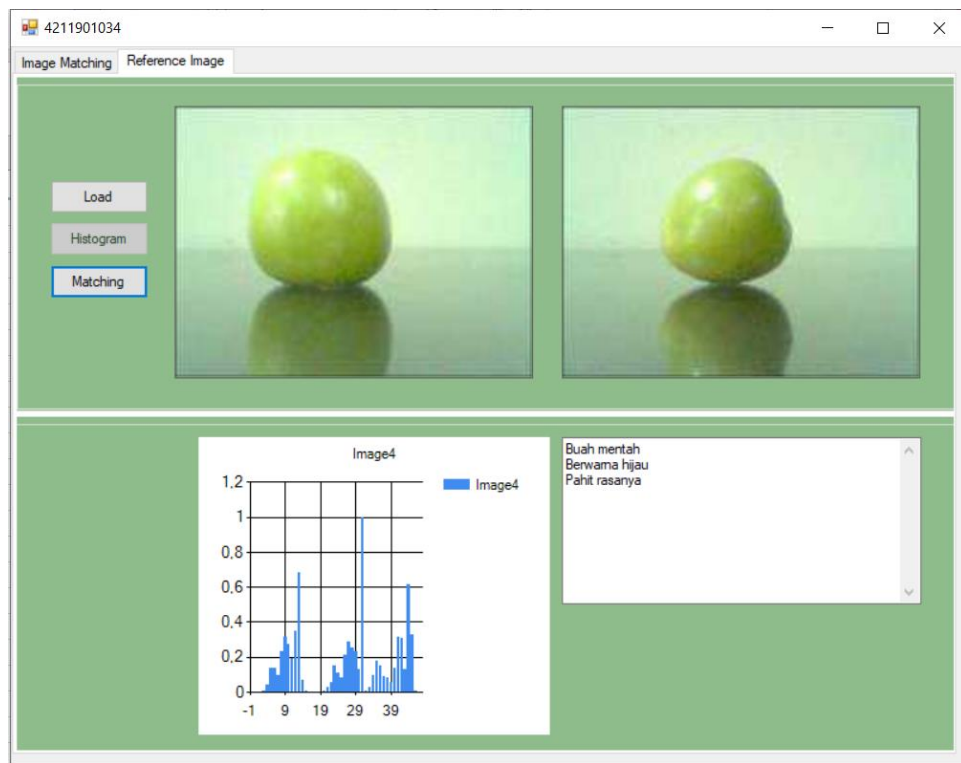 4211901034
Image Matching Reference Image
Load
Histogram
Matching
Image4
Image4
1,2
1
0,8
0,6
0,4
0,2
0
-1 9 19 29 39
Buah mentah
Berwarna hijau
Pahit rasanya